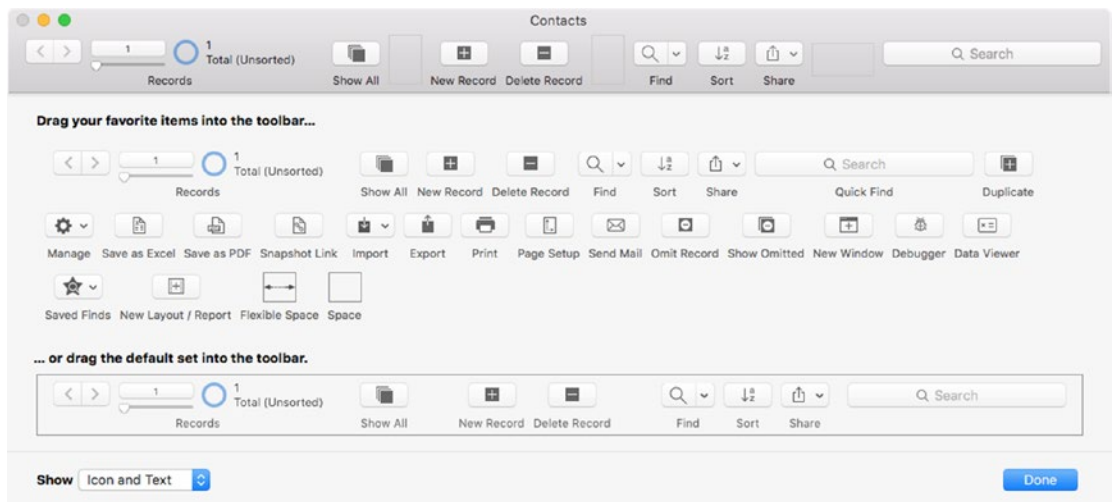 Contacts
1
1
Total (Unsorted)
Search
Records Show All New Record Delete Record Find Sort Share
Drag your favorite items into the toolbar...
1
1
Total (Unsorted)
Search
Records Show All New Record Delete Record Find Sort Share Quick Find Duplicate
Manage Save as Excel Save as PDF Snapshot Link Import Export Print Page Setup Send Mail Omit Record Show Omitted New Window Debugger Data Viewer
Saved Finds New Layout / Report Flexible Space Space
... or drag the default set into the toolbar.
1
1
Total (Unsorted)
Search
Records Show All New Record Delete Record Find Sort Share
Show Icon and Text Done